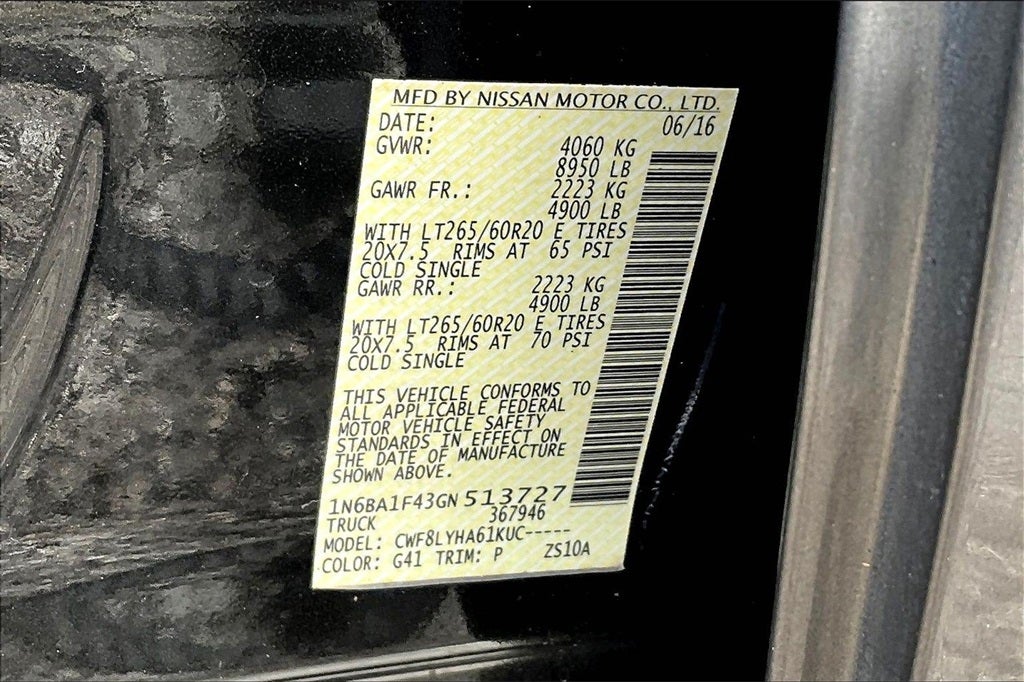 MFD BY NISSAN MOTOR CO., LTD.
DATE: 06/16
GVWR: 4060 KG
8950 LB
GAWR FR.: 2223 KG
4900 LB
WITH LT265/60R20 E TIRES
20X7.5 RIMS AT 65 PSI
COLD SINGLE
GAWR RR.: 2223 KG
4900 LB
WITH LT265/60R20 E TIRES
20X7.5 RIMS AT 70 PSI
COLD SINGLE
THIS VEHICLE CONFORMS TO
ALL APPLICABLE FEDERAL
MOTOR VEHICLE SAFETY
STANDARDS IN EFFECT ON
THE DATE OF MANUFACTURE
SHOWN ABOVE.
1N6BA1F43GN513727
TRUCK 367946
MODEL: CWF8LYHA61KUC-----
COLOR: G41 TRIM: P ZS10A